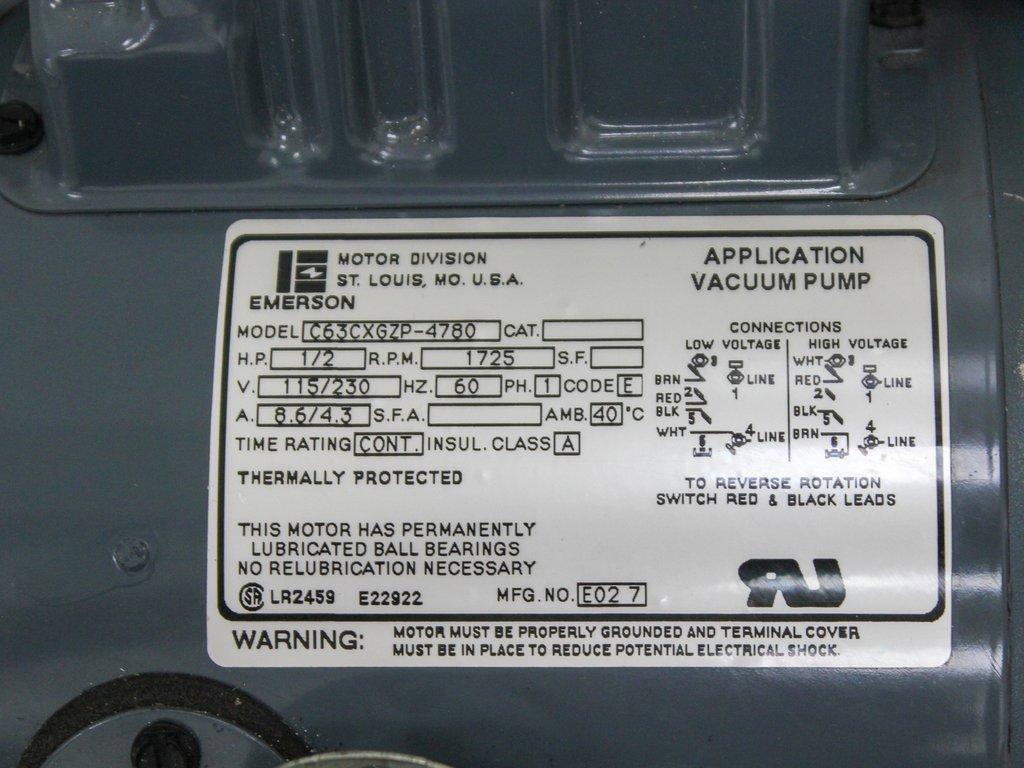 MOTOR DIVISION
ST. LOUIS, MO. U.S.A.
EMERSON
MODEL C63CXGZP-4780 CAT.
H.P. 1/2 R.P.M. 1725 S.F.
V. 115/230 HZ. 60 PH. 1 CODE E
A. 8.6/4.3 S.F.A. AMB. 40 °C
TIME RATING CONT. INSUL. CLASS A
THERMALLY PROTECTED
THIS MOTOR HAS PERMANENTLY
LUBRICATED BALL BEARINGS
NO RELUBRICATION NECESSARY
SA LR2459 E22922 MFG. NO. E02 7
APPLICATION
VACUUM PUMP
CONNECTIONS
LOW VOLTAGE
3
BRN LINE
RED 2 1
BLK 5
WHT 4 LINE
6
HIGH VOLTAGE
WHT 3
RED LINE
2 1
BLK 5
BRN 6 4 LINE
TO REVERSE ROTATION
SWITCH RED & BLACK LEADS
RU
WARNING: MOTOR MUST BE PROPERLY GROUNDED AND TERMINAL COVER
MUST BE IN PLACE TO REDUCE POTENTIAL ELECTRICAL SHOCK.